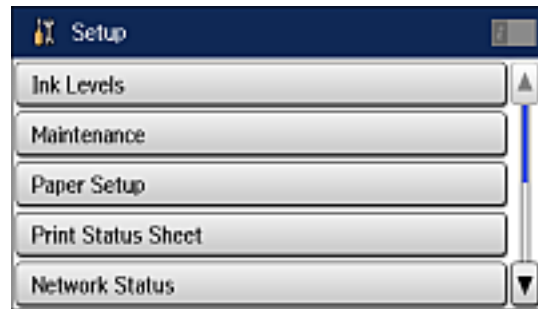 Setup
Ink Levels
Maintenance
Paper Setup
Print Status Sheet
Network Status